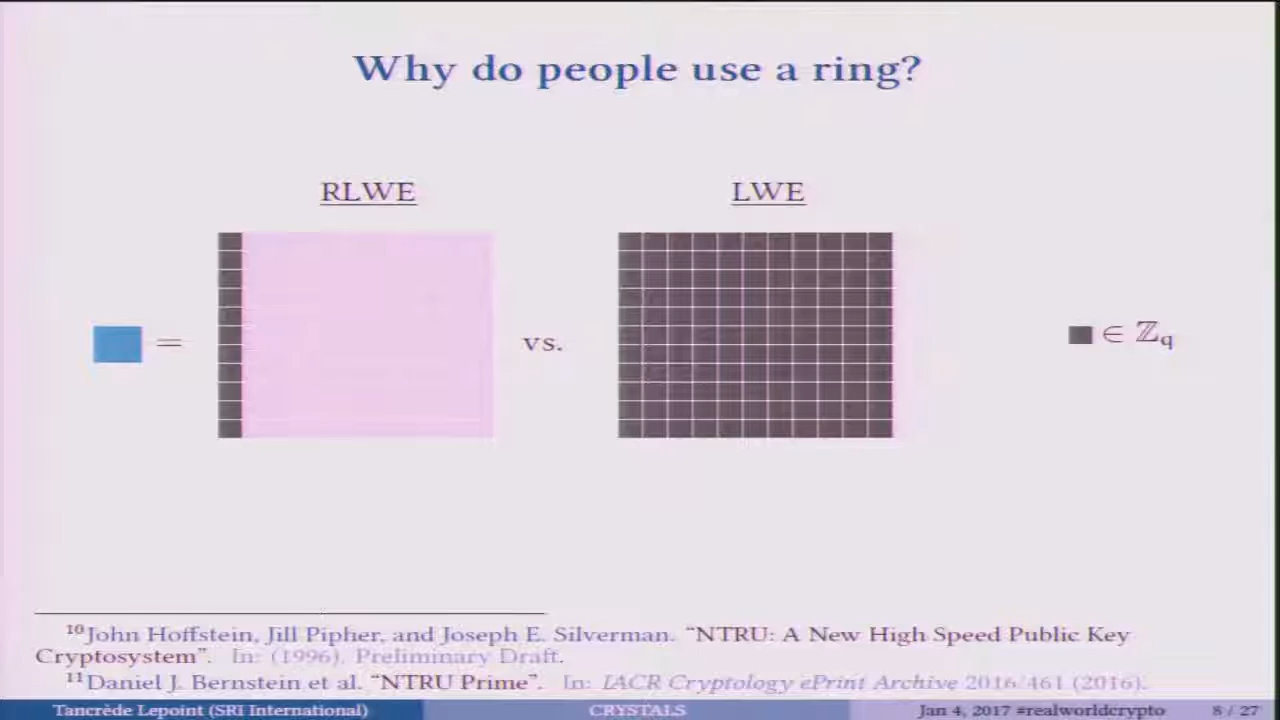 Why do people use a ring?
RLWE
LWE
=
vs.
∈ ℤq
10John Hoffstein, Jill Pipher, and Joseph E. Silverman. “NTRU: A New High Speed Public Key
Cryptosystem”. In: (1996). Preliminary Draft.
11Daniel J. Bernstein et al. “NTRU Prime”. In: IACR Cryptology ePrint Archive 2016/461 (2016).
Tancrède Lepoint (SRI International)
CRYSTALS
Jan 4, 2017 #realworldcrypto
8 / 27